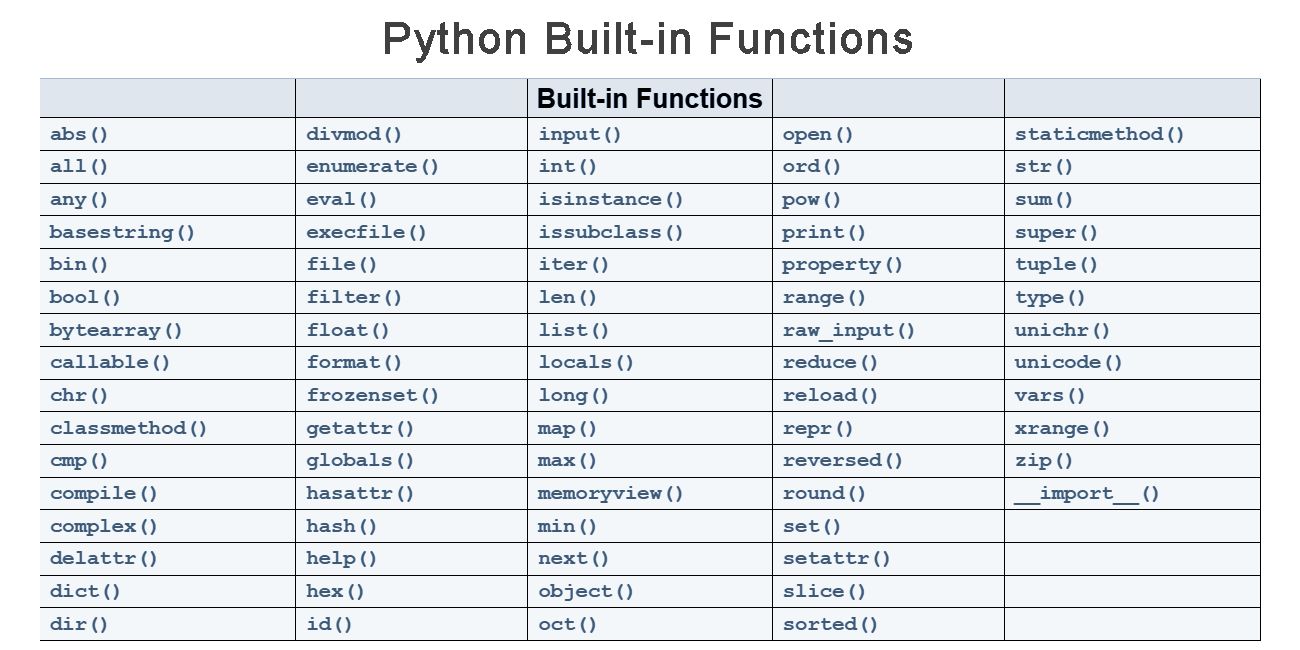 Python Built-in Functions
Built-in Functions
abs() divmod() input() open() staticmethod()
all() enumerate() int() ord() str()
any() eval() isinstance() pow() sum()
basestring() execfile() issubclass() print() super()
bin() file() iter() property() tuple()
bool() filter() len() range() type()
bytearray() float() list() raw_input() unichr()
callable() format() locals() reduce() unicode()
chr() frozenset() long() reload() vars()
classmethod() getattr() map() repr() xrange()
cmp() globals() max() reversed() zip()
compile() hasattr() memoryview() round() __import__()
complex() hash() min() set()
delattr() help() next() setattr()
dict() hex() object() slice()
dir() id() oct() sorted()